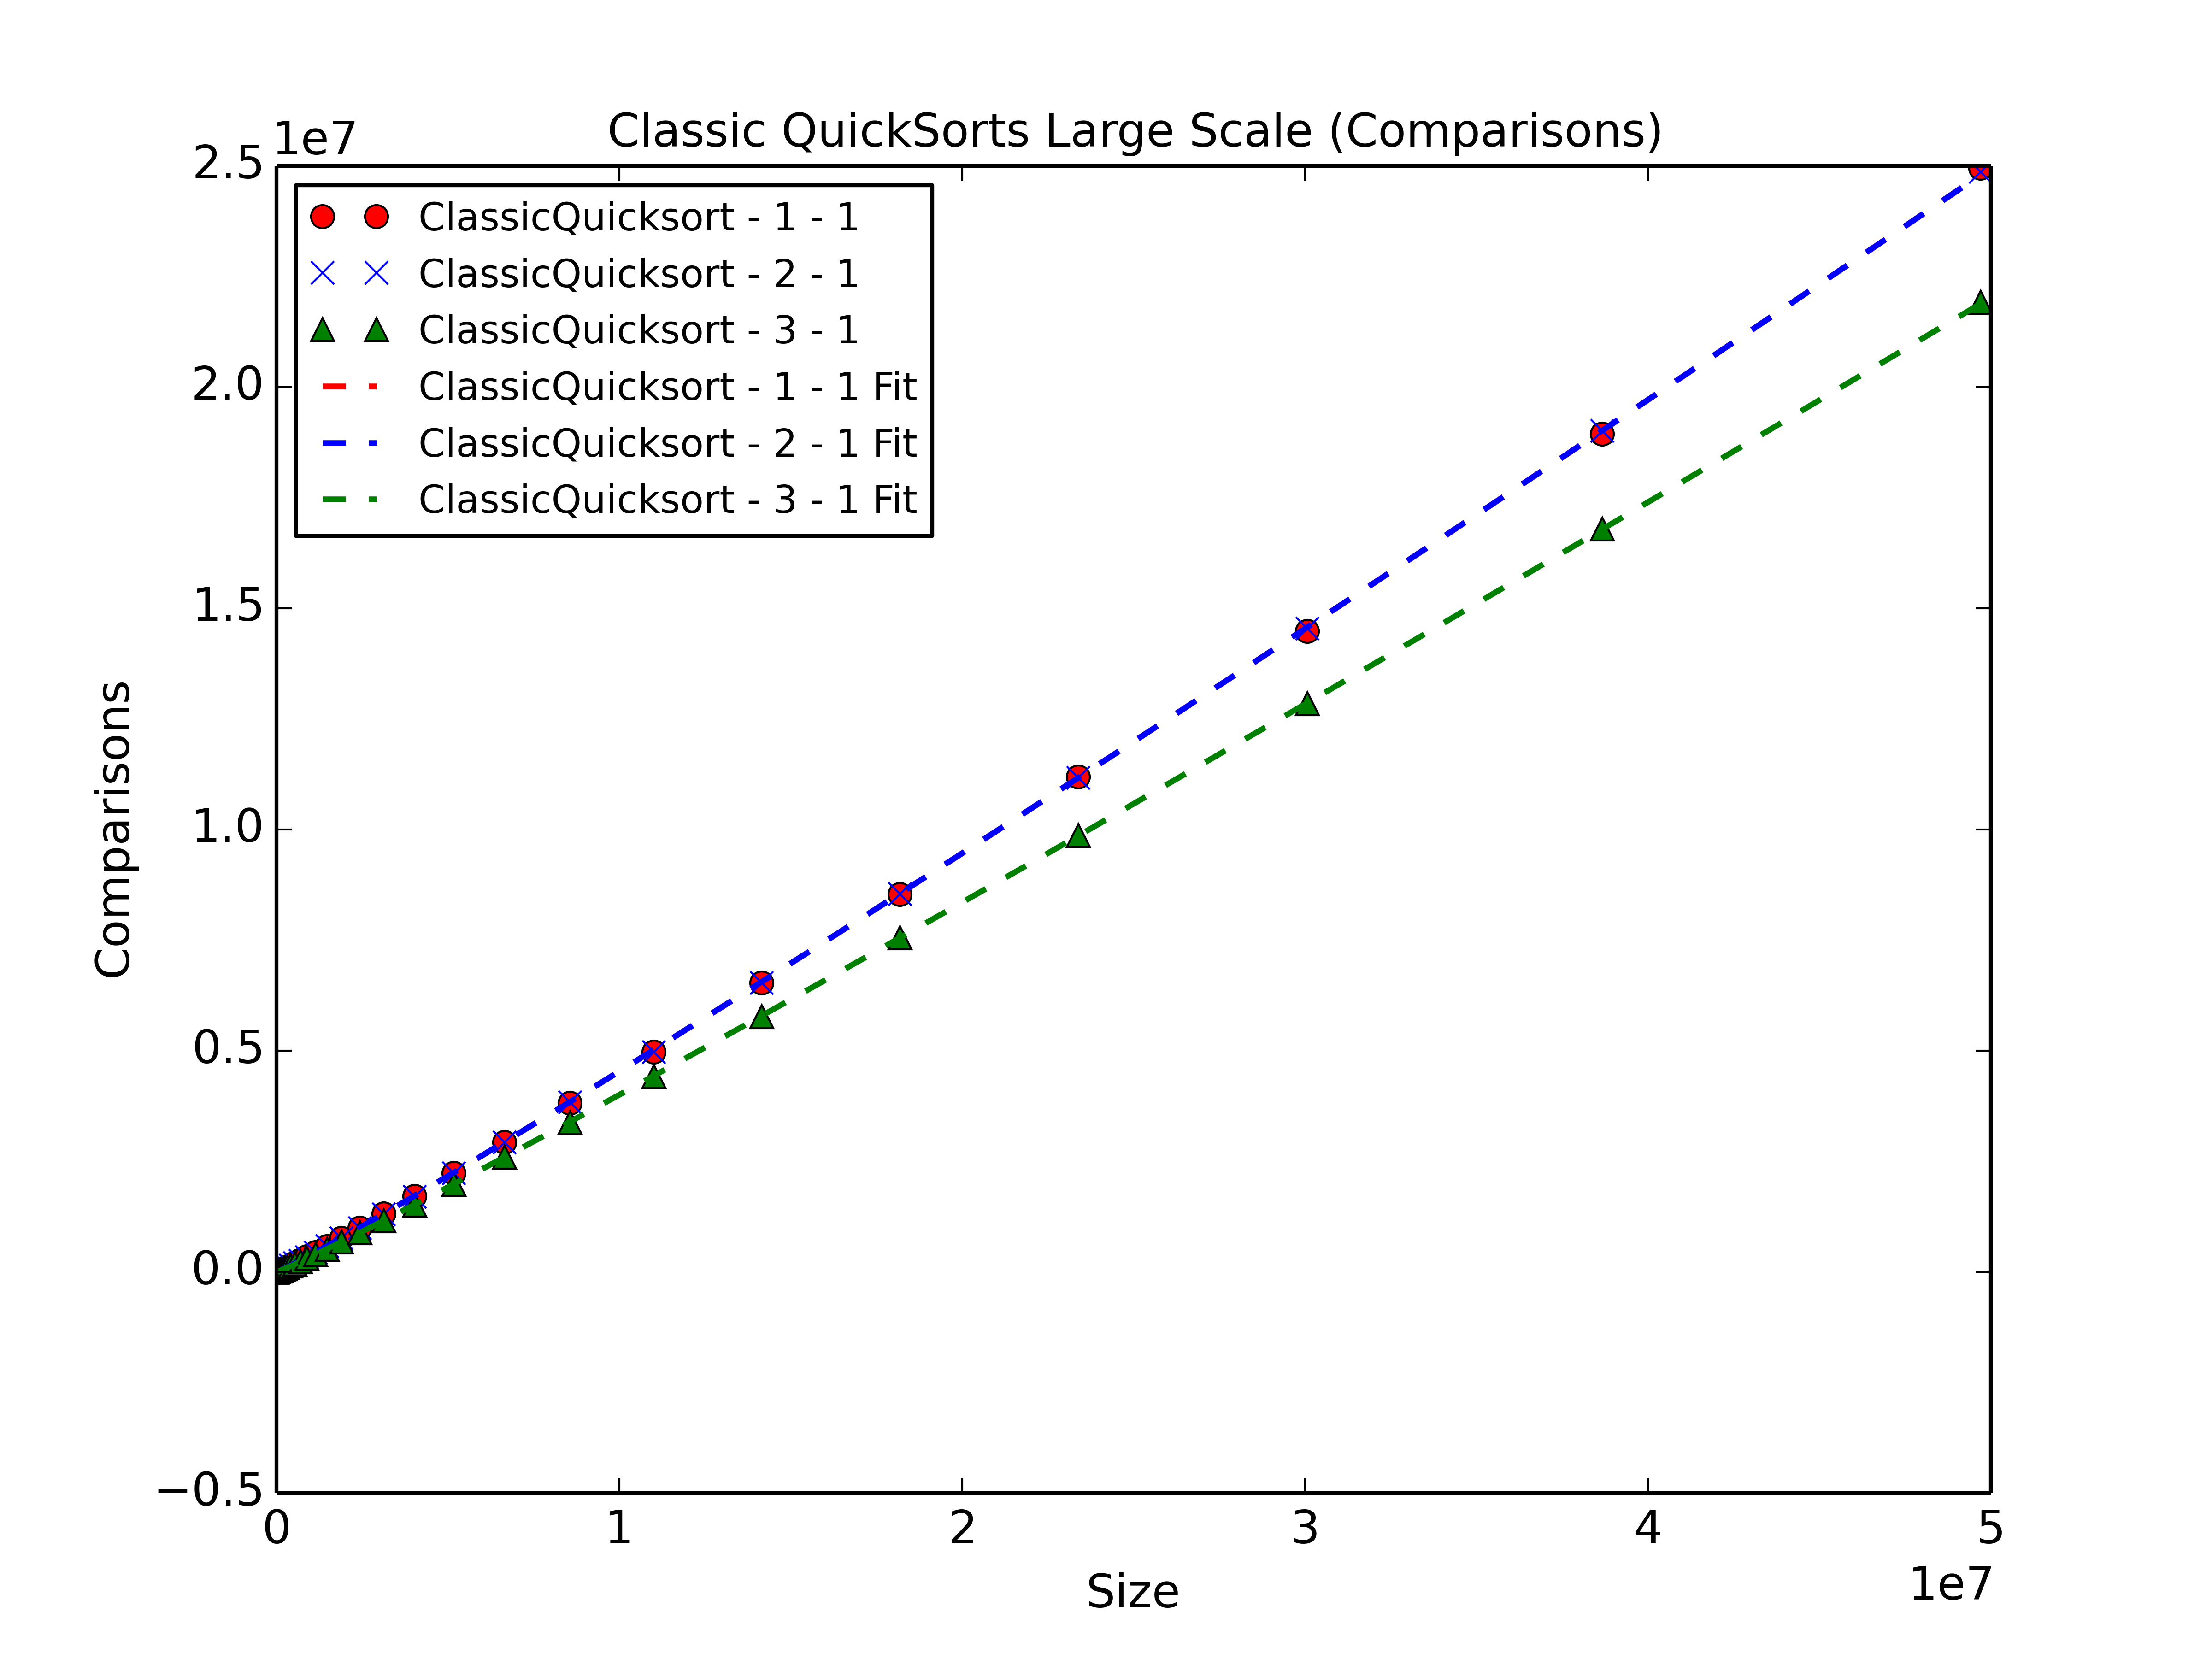 Classic QuickSorts Large Scale (Comparisons)
1e7
2.5
2.0
1.5
1.0
0.5
0.0
−0.5
Comparisons
ClassicQuicksort - 1 - 1
ClassicQuicksort - 2 - 1
ClassicQuicksort - 3 - 1
ClassicQuicksort - 1 - 1 Fit
ClassicQuicksort - 2 - 1 Fit
ClassicQuicksort - 3 - 1 Fit
0 1 2 3 4 5
Size
1e7